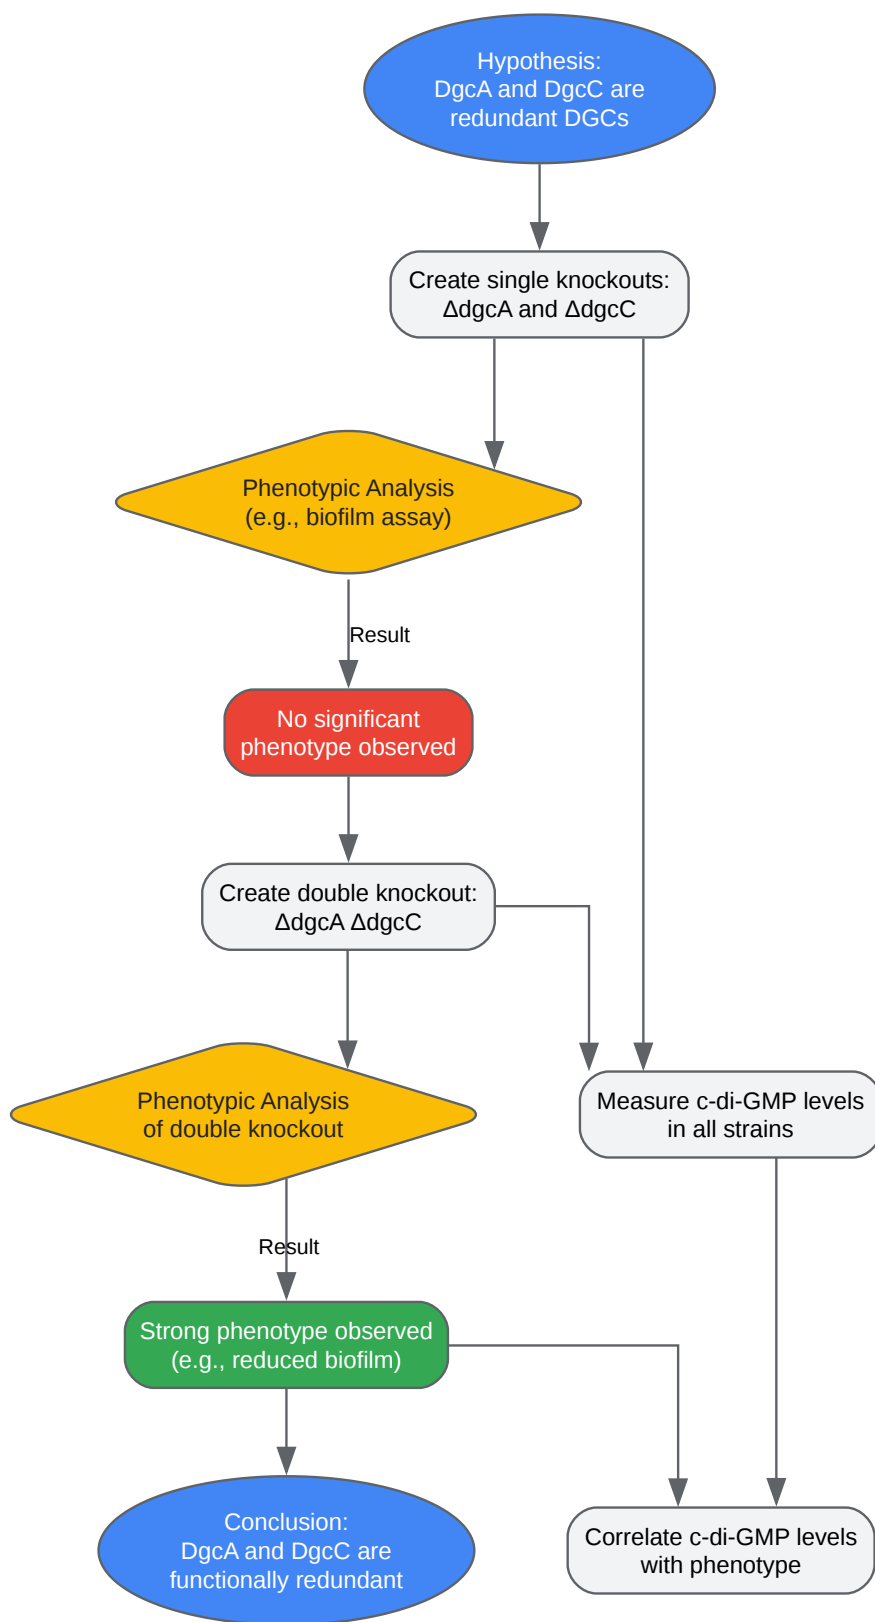 Hypothesis:
DgcA and DgcC are
redundant DGCs
Create single knockouts:
ΔdgcA and ΔdgcC
Phenotypic Analysis
(e.g., biofilm assay)
Result
No significant
phenotype observed
Create double knockout:
ΔdgcA ΔdgcC
Phenotypic Analysis
of double knockout
Measure c-di-GMP levels
in all strains
Result
Strong phenotype observed
(e.g., reduced biofilm)
Conclusion:
DgcA and DgcC are
functionally redundant
Correlate c-di-GMP levels
with phenotype